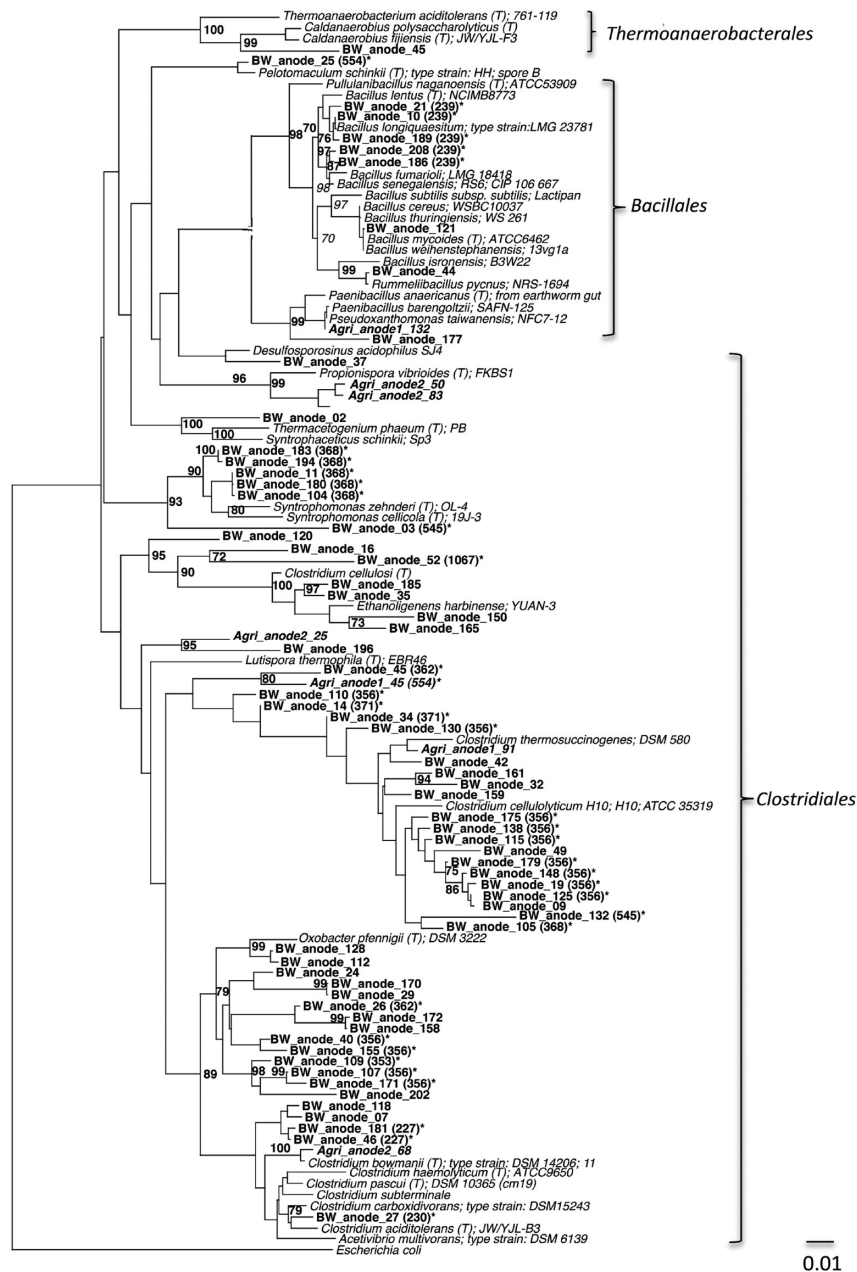 Thermoanaerobacterium aciditolerans (T); 761-119
100
Caldanaerobius polysaccharolyticus (T)
Caldanaerobius fijiensis (T); JW/YJL-F3
99
BW_anode_45
Thermoanaerobacterales
BW_anode_25 (554)*
Pelotomaculum schinkii (T); type strain: HH; spore B
Pullulanibacillus naganoensis (T); ATCC53909
Bacillus lentus (T); NCIMB8773
BW_anode_21 (239)*
BW_anode_10 (239)*
98
70
Bacillus longiquaesitum; type strain:LMG 23781
76
BW_anode_189 (239)*
97
BW_anode_208 (239)*
87
BW_anode_186 (239)*
Bacillus fumarioli; LMG 18418
98
Bacillus senegalensis; RS6; CIP 106 667
Bacillus subtilis subsp. subtilis; Lactipan
97
Bacillus cereus; WSBC10037
Bacillales
Bacillus thuringiensis; WS 261
BW_anode_121
70
Bacillus mycoides (T); ATCC6462
Bacillus weihenstephanensis; 13vg1a
Bacillus isronensis; B3W22
99
BW_anode_44
Rummeliibacillus pycnus; NRS-1694
Paenibacillus anaericanus (T); from earthworm gut
Paenibacillus barengoltzii; SAFN-125
99
Pseudoxanthomonas taiwanensis; NFC7-12
Agri_anode1_132
BW_anode_177
Desulfosporosinus acidophilus SJ4
BW_anode_37
Propionispora vibrioides (T); FKBS1
96
99
Agri_anode2_50
Agri_anode2_83
BW_anode_02
100
Thermacetogenium phaeum (T); PB
100
Syntrophaceticus schinkii; Sp3
100
BW_anode_183 (368)*
BW_anode_194 (368)*
90
BW_anode_11 (368)*
BW_anode_180 (368)*
BW_anode_104 (368)*
93
Syntrophomonas zehnderi (T); OL-4
80
Syntrophomonas cellicola (T); 19J-3
BW_anode_03 (545)*
BW_anode_120
95
BW_anode_16
72
BW_anode_52 (1067)*
90
Clostridium cellulosi (T)
100
BW_anode_185
97
BW_anode_35
Ethanoligenens harbinense; YUAN-3
BW_anode_150
73
BW_anode_165
Agri_anode2_25
95
BW_anode_196
Lutispora thermophila (T); EBR46
BW_anode_45 (362)*
80
Agri_anode1_45 (554)*
BW_anode_110 (356)*
BW_anode_14 (371)*
BW_anode_34 (371)*
BW_anode_130 (356)*
Clostridium thermosuccinogenes; DSM 580
Agri_anode1_91
BW_anode_42
BW_anode_161
94
BW_anode_32
BW_anode_159
Clostridiales
Clostridium cellulolyticum H10; H10; ATCC 35319
BW_anode_175 (356)*
BW_anode_138 (356)*
BW_anode_115 (356)*
BW_anode_49
BW_anode_179 (356)*
75
BW_anode_148 (356)*
86
BW_anode_19 (356)*
BW_anode_125 (356)*
BW_anode_09
BW_anode_132 (545)*
BW_anode_105 (368)*
Oxobacter pfennigii (T); DSM 3222
99
BW_anode_128
BW_anode_112
BW_anode_24
79
99
BW_anode_170
BW_anode_29
BW_anode_26 (362)*
99
BW_anode_172
BW_anode_158
BW_anode_40 (356)*
BW_anode_155 (356)*
BW_anode_109 (353)*
89
98
99
BW_anode_107 (356)*
BW_anode_171 (356)*
BW_anode_202
BW_anode_118
BW_anode_07
BW_anode_181 (227)*
BW_anode_46 (227)*
100
Agri_anode2_68
Clostridium bowmanii (T); type strain: DSM 14206; 11
Clostridium haemolyticum (T); ATCC9650
Clostridium pascui (T); DSM 10365 (cm19)
Clostridium subterminale
Clostridium carboxidivorans; type strain: DSM15243
79
BW_anode_27 (230)*
Clostridium aciditolerans (T); JW/YJL-B3
Acetivibrio multivorans; type strain: DSM 6139
Escherichia coli
0.01